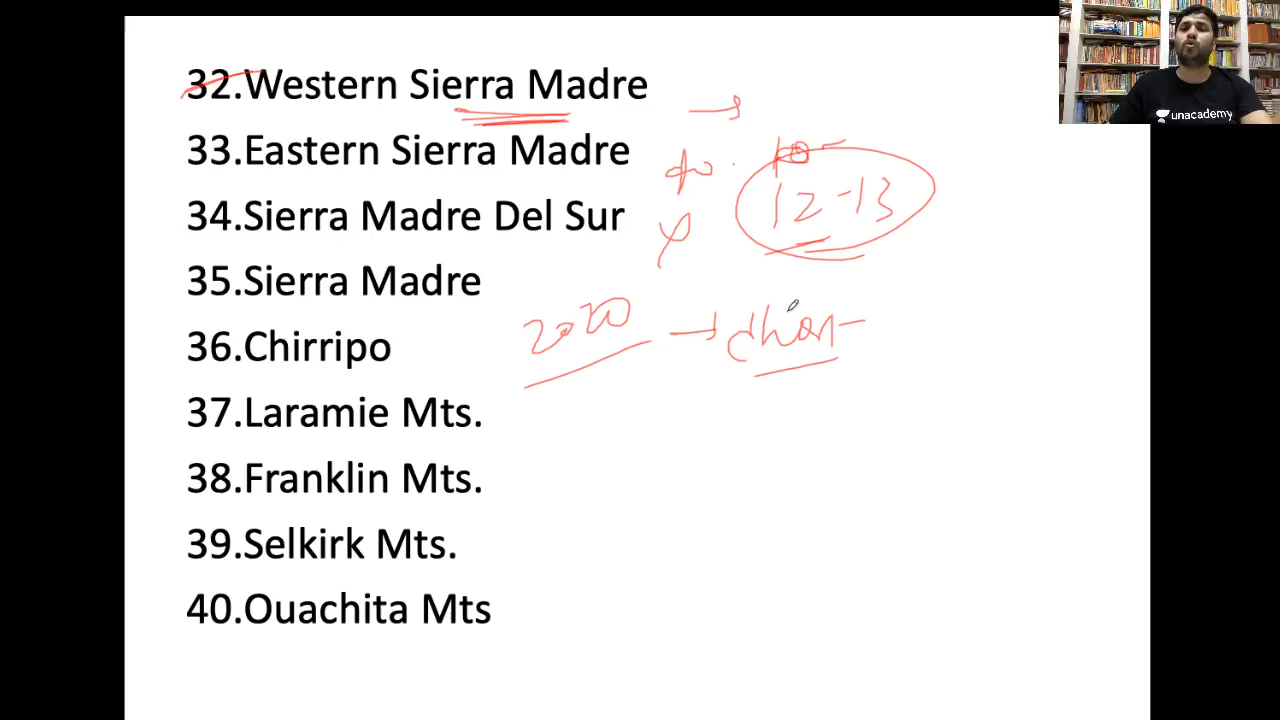 unacademy
32.Western Sierra Madre
33.Eastern Sierra Madre
12-13
34.Sierra Madre Del Sur
35.Sierra Madre
2020
36.Chirripo
37.Laramie Mts.
38.Franklin Mts.
39.Selkirk Mts.
40.Ouachita Mts